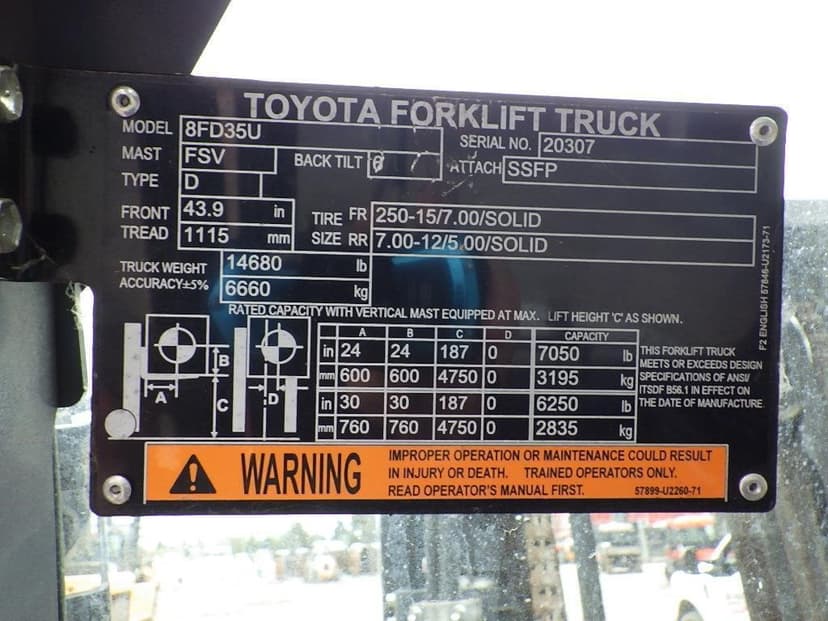 TOYOTA FORKLIFT TRUCK
MODEL 8FD35U SERIAL NO. 20307
MAST FSV BACK TILT 6 ATTACH SSFP
TYPE D
FRONT TREAD 43.9 in
1115 mm
TIRE SIZE FR 250-15/7.00/SOLID
RR 7.00-12/5.00/SOLID
TRUCK WEIGHT 14680 lb
ACCURACY±5% 6660 kg
RATED CAPACITY WITH VERTICAL MAST EQUIPPED AT MAX. LIFT HEIGHT 'C' AS SHOWN.
A B C D CAPACITY
in 24 24 187 0 7050 lb
mm 600 600 4750 0 3195 kg
in 30 30 187 0 6250 lb
mm 760 760 4750 0 2835 kg
A B C D
THIS FORKLIFT TRUCK
MEETS OR EXCEEDS DESIGN
SPECIFICATIONS OF ANSI/
ITSDF B56.1 IN EFFECT ON
THE DATE OF MANUFACTURE.
F2 ENGLISH 57846-U2173-71
WARNING
IMPROPER OPERATION OR MAINTENANCE COULD RESULT
IN INJURY OR DEATH. TRAINED OPERATORS ONLY.
READ OPERATOR'S MANUAL FIRST. 57899-U2260-71